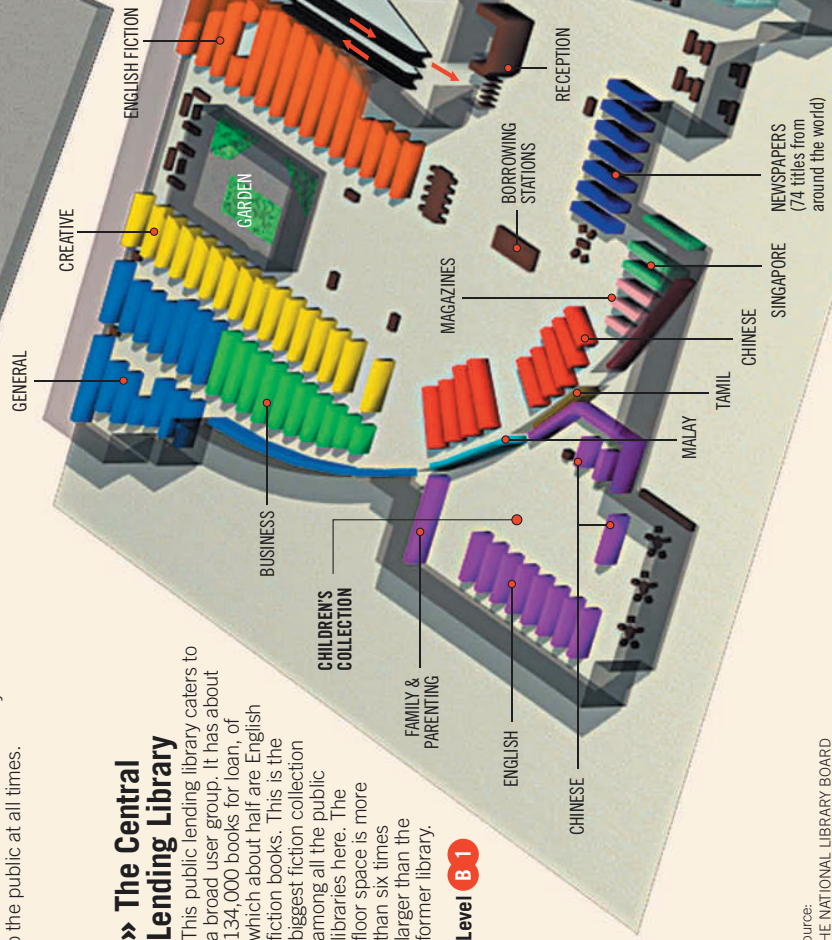 o the public at all times.
» The Central
Lending Library
This public lending library caters to
a broad user group. It has about
134,000 books for loan, of
which about half are English
fiction books. This is the
biggest fiction collection
among all the public
libraries here. The
floor space is more
than six times
larger than the
former library.
Level B1
GENERAL
CREATIVE
ENGLISH FICTION
GARDEN
BUSINESS
CHILDREN'S
COLLECTION
FAMILY &
PARENTING
ENGLISH
CHINESE
MAGAZINES
BORROWING
STATIONS
RECEPTION
MALAY
TAMIL
CHINESE
SINGAPORE
NEWSPAPERS
(74 titles from
around the world)
THE NATIONAL LIBRARY BOARD